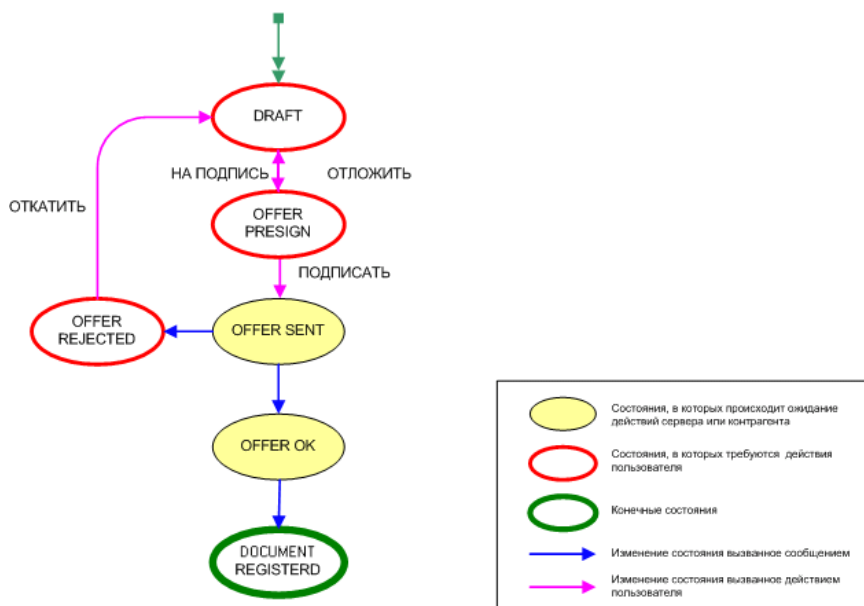 DRAFT
НА ПОДПИСЬ
ОТЛОЖИТЬ
ОТКАТИТЬ
OFFER
PRESIGN
ПОДПИСАТЬ
OFFER
REJECTED
OFFER SENT
OFFER OK
DOCUMENT
REGISTERD
Состояния, в которых происходит ожидание
действий сервера или контрагента
Состояния, в которых требуются действия
пользователя
Конечные состояния
Изменение состояния вызванное сообщением
Изменение состояния вызванное действием
пользователя